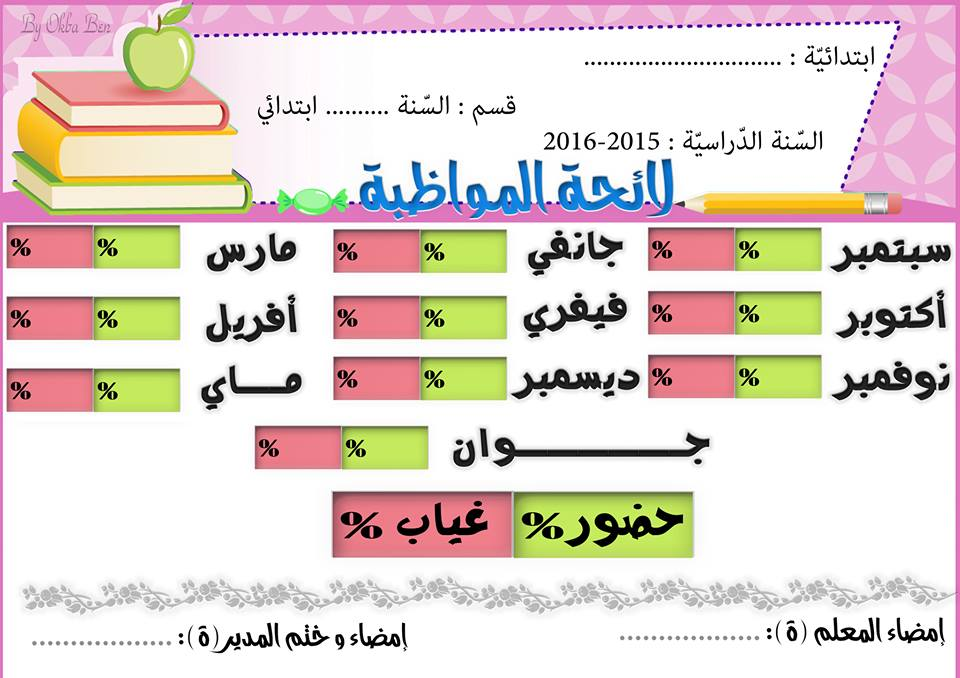 By Okba Ben
ابتدائيّة : ...............................
قسم : السّنة .......... ابتدائي
السّنة الدّراسيّة : 2015-2016
لائحة المواظبة
سبتمبر % % جانفي % % مارس % %
أكتوبر % % فيفري % % أفريل % %
نوفمبر % % ديسمبر % % مـــاي % %
جـــــــــوان % %
حضور% غياب %
إمضاء المعلم (ة): .................. إمضاء و ختم المدير(ة): ..................